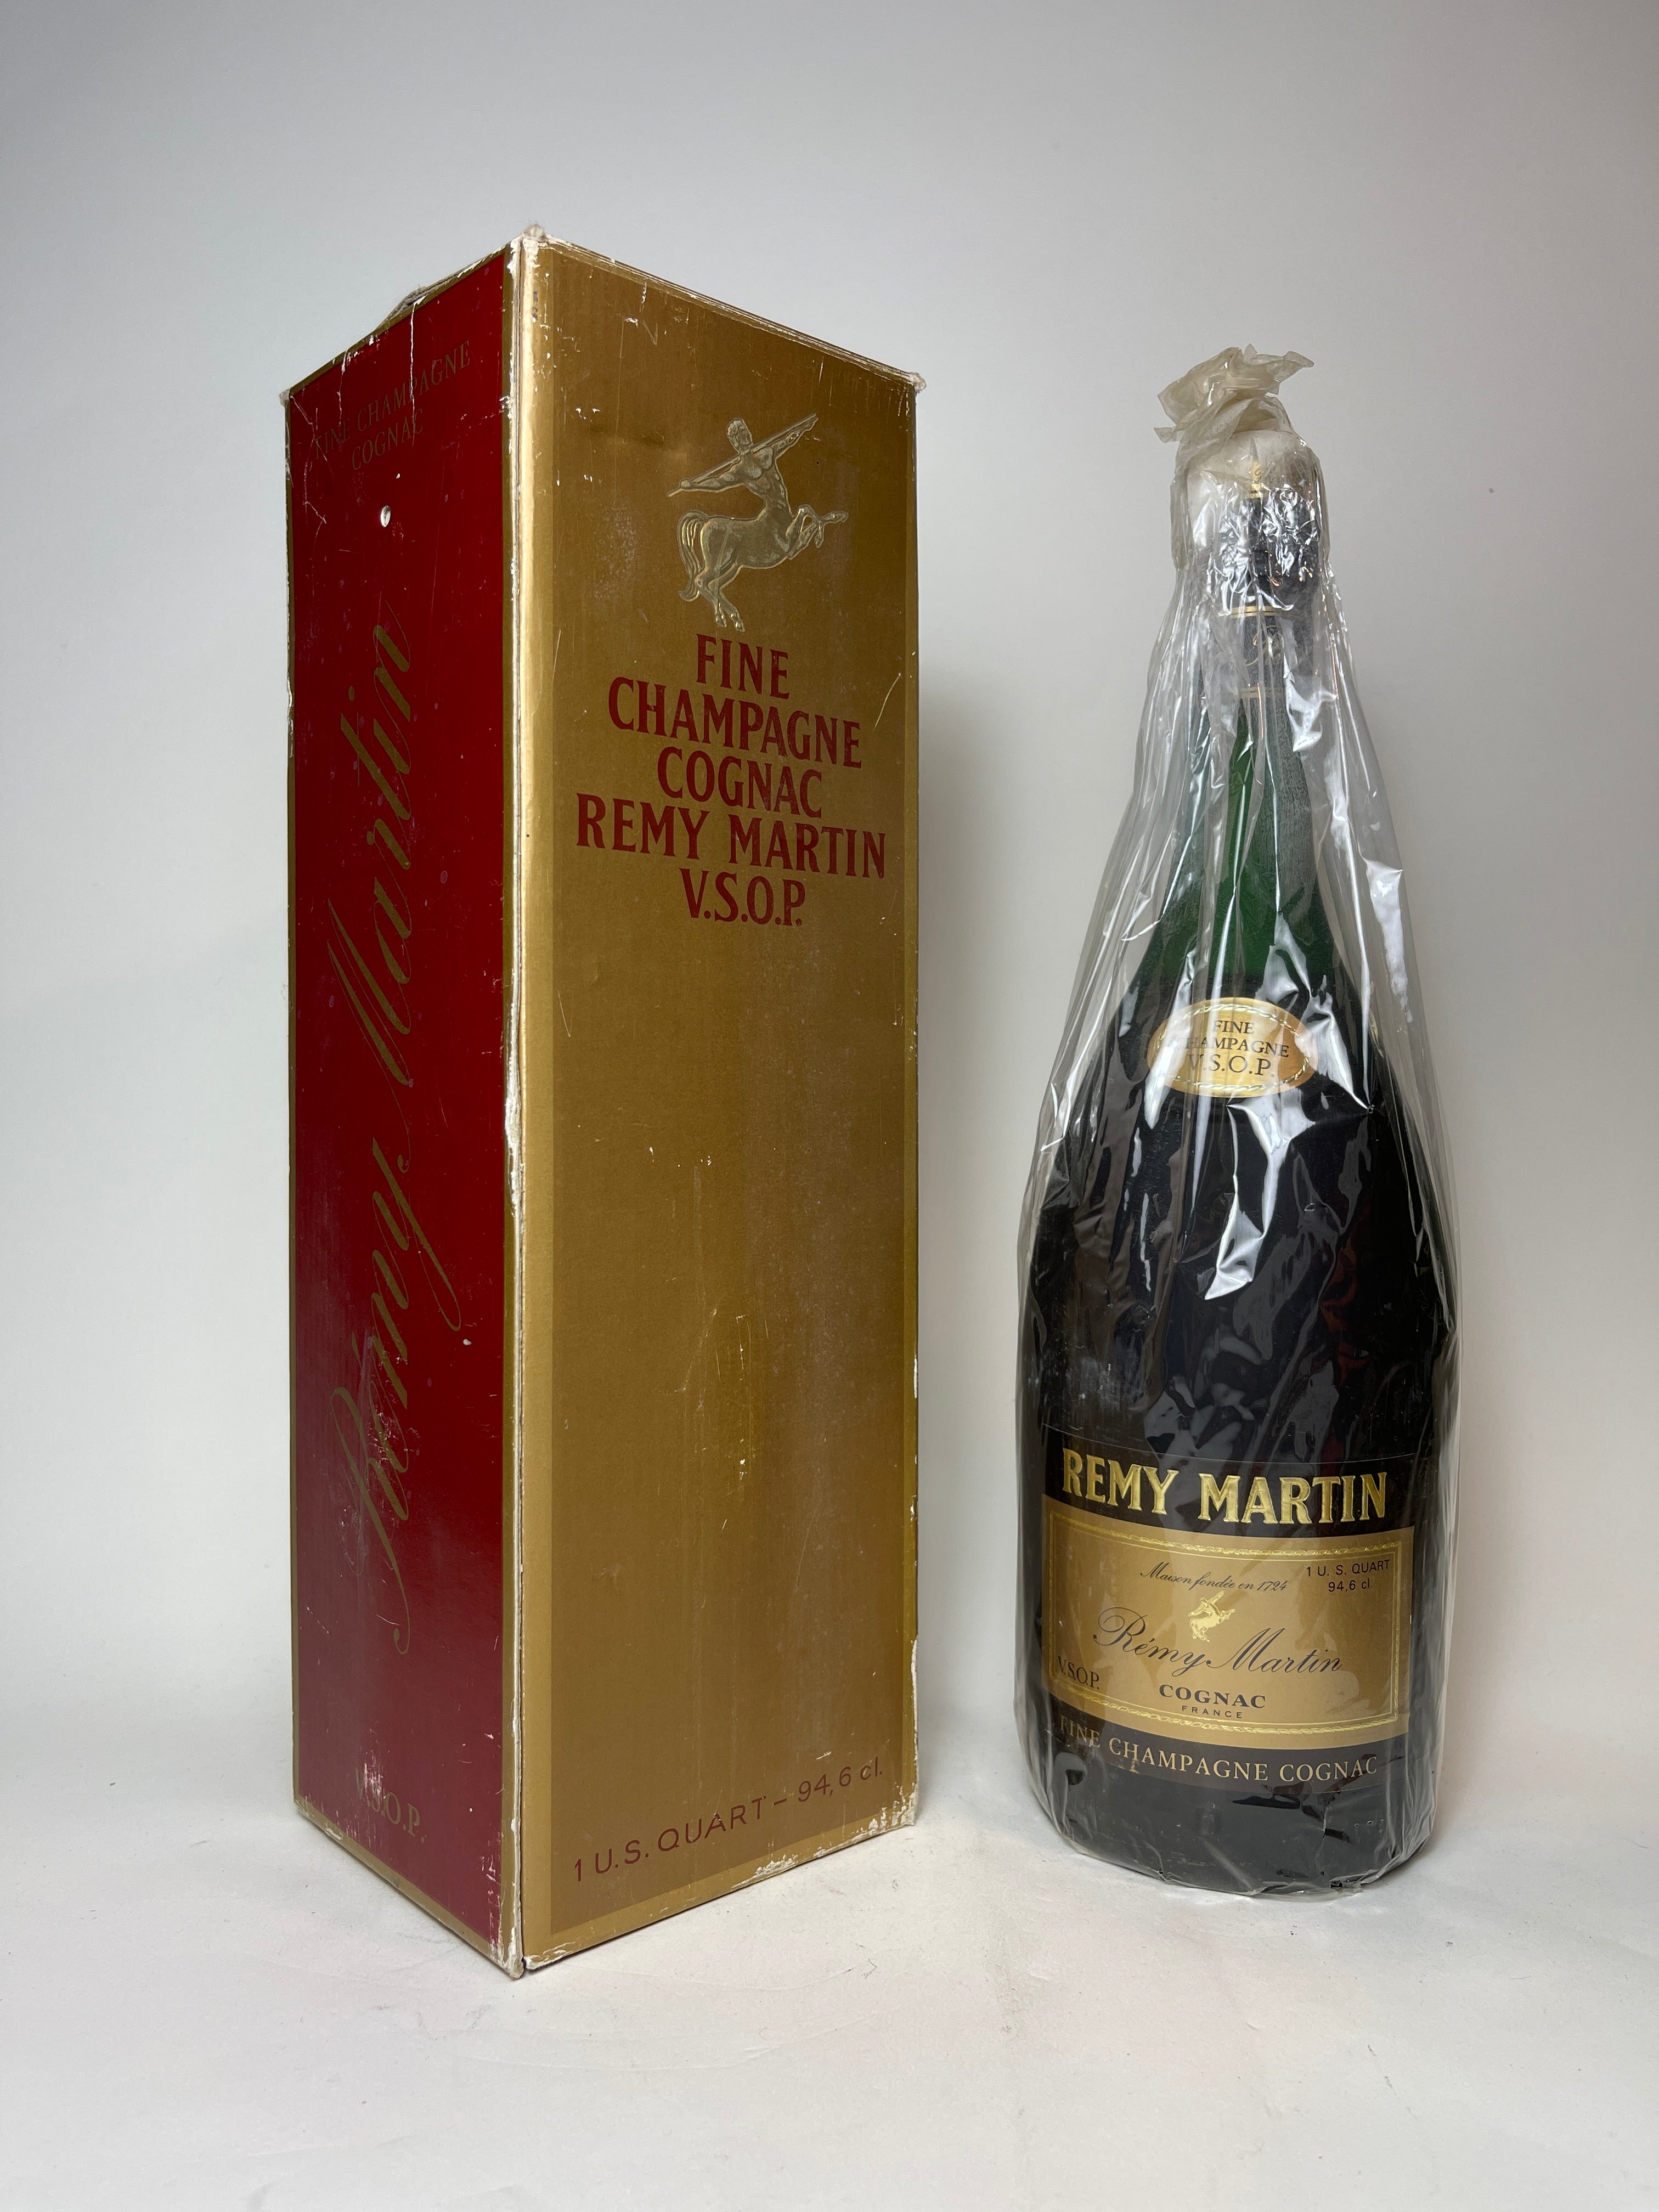 FINE CHAMPAGNE
COGNAC
Rémy Martin
V.S.O.P.
FINE
CHAMPAGNE
COGNAC
REMY MARTIN
V.S.O.P.
1 U.S. QUART – 94,6 cl.
FINE
CHAMPAGNE
V.S.O.P.
REMY MARTIN
Maison fondée en 1724
1 U. S. QUART
94,6 cl.
Rémy Martin
V.S.O.P.
COGNAC
FRANCE
FINE CHAMPAGNE COGNAC